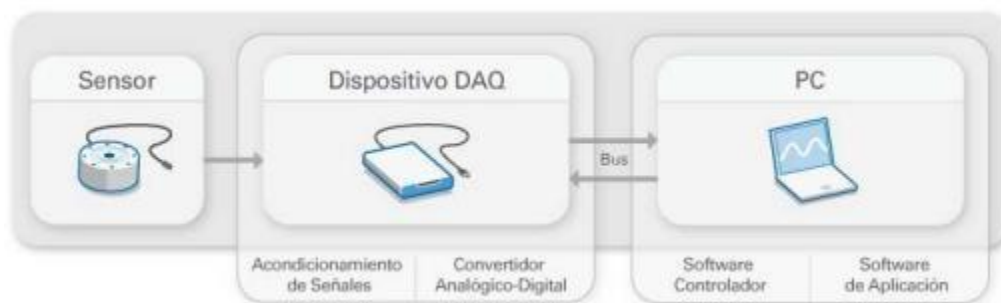 Sensor
Dispositivo DAQ
PC
Bus
Acondicionamiento
de Señales
Convertidor
Analógico-Digital
Software
Controlador
Software
de Aplicación